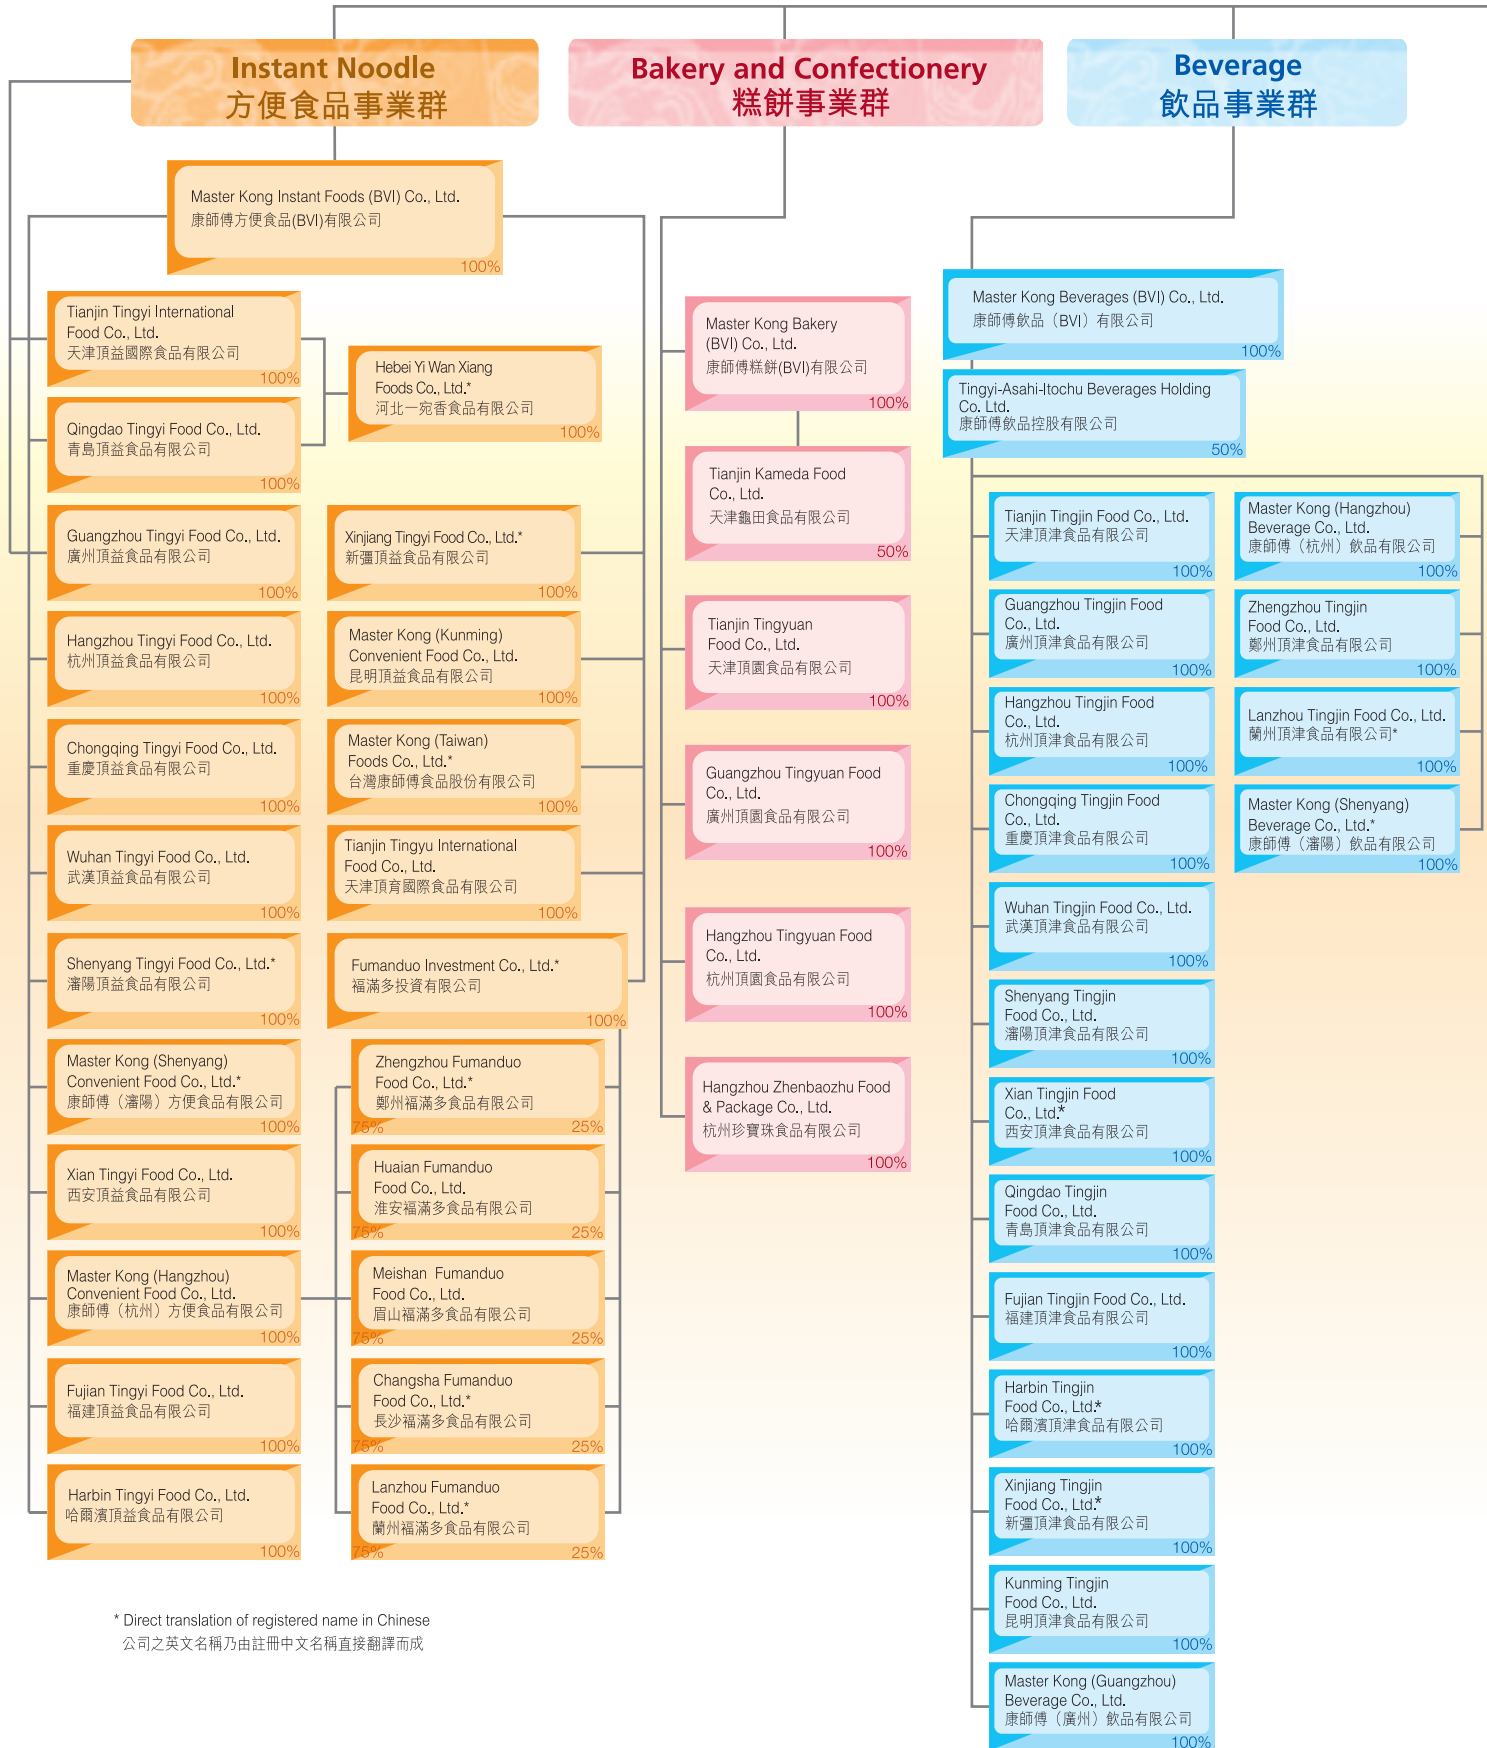 Instant Noodle
方便食品事業群
Bakery and Confectionery
糕餅事業群
Beverage
飲品事業群
Master Kong Instant Foods (BVI) Co., Ltd.
康師傅方便食品(BVI)有限公司
100%
Tianjin Tingyi International
Food Co., Ltd.
天津頂益國際食品有限公司
100%
Qingdao Tingyi Food Co., Ltd.
青島頂益食品有限公司
100%
Hebei Yi Wan Xiang
Foods Co., Ltd.*
河北一宛香食品有限公司
100%
Guangzhou Tingyi Food Co., Ltd.
廣州頂益食品有限公司
100%
Hangzhou Tingyi Food Co., Ltd.
杭州頂益食品有限公司
100%
Chongqing Tingyi Food Co., Ltd.
重慶頂益食品有限公司
100%
Wuhan Tingyi Food Co., Ltd.
武漢頂益食品有限公司
100%
Shenyang Tingyi Food Co., Ltd.*
瀋陽頂益食品有限公司
100%
Master Kong (Shenyang)
Convenient Food Co., Ltd.*
康師傅（瀋陽）方便食品有限公司
100%
Xian Tingyi Food Co., Ltd.
西安頂益食品有限公司
100%
Master Kong (Hangzhou)
Convenient Food Co., Ltd.
康師傅（杭州）方便食品有限公司
100%
Fujian Tingyi Food Co., Ltd.
福建頂益食品有限公司
100%
Harbin Tingyi Food Co., Ltd.
哈爾濱頂益食品有限公司
100%
Xinjiang Tingyi Food Co., Ltd.*
新疆頂益食品有限公司
100%
Master Kong (Kunming)
Convenient Food Co., Ltd.
昆明頂益食品有限公司
100%
Master Kong (Taiwan)
Foods Co., Ltd.*
台灣康師傅食品股份有限公司
100%
Tianjin Tingyu International
Food Co., Ltd.
天津頂育國際食品有限公司
100%
Fumanduo Investment Co., Ltd.*
福滿多投資有限公司
100%
Zhengzhou Fumanduo
Food Co., Ltd.*
鄭州福滿多食品有限公司
75% 25%
Huaian Fumanduo
Food Co., Ltd.
淮安福滿多食品有限公司
75% 25%
Meishan Fumanduo
Food Co., Ltd.
眉山福滿多食品有限公司
75% 25%
Changsha Fumanduo
Food Co., Ltd.*
長沙福滿多食品有限公司
75% 25%
Lanzhou Fumanduo
Food Co., Ltd.*
蘭州福滿多食品有限公司
75% 25%
Master Kong Bakery
(BVI) Co., Ltd.
康師傅糕餅(BVI)有限公司
100%
Tianjin Kameda Food
Co., Ltd.
天津龜田食品有限公司
50%
Tianjin Tingyuan
Food Co., Ltd.
天津頂園食品有限公司
100%
Guangzhou Tingyuan Food
Co., Ltd.
廣州頂園食品有限公司
100%
Hangzhou Tingyuan Food
Co., Ltd.
杭州頂園食品有限公司
100%
Hangzhou Zhenbaozhu Food
& Package Co., Ltd.
杭州珍寶珠食品有限公司
100%
Master Kong Beverages (BVI) Co., Ltd.
康師傅飲品（BVI）有限公司
100%
Tingyi-Asahi-Itochu Beverages Holding
Co. Ltd.
康師傅飲品控股有限公司
50%
Tianjin Tingjin Food Co., Ltd.
天津頂津食品有限公司
100%
Guangzhou Tingjin Food
Co., Ltd.
廣州頂津食品有限公司
100%
Hangzhou Tingjin Food
Co., Ltd.
杭州頂津食品有限公司
100%
Chongqing Tingjin Food
Co., Ltd.
重慶頂津食品有限公司
100%
Wuhan Tingjin Food Co., Ltd.
武漢頂津食品有限公司
100%
Shenyang Tingjin
Food Co., Ltd.
瀋陽頂津食品有限公司
100%
Xian Tingjin Food
Co., Ltd.*
西安頂津食品有限公司
100%
Qingdao Tingjin
Food Co., Ltd.
青島頂津食品有限公司
100%
Fujian Tingjin Food Co., Ltd.
福建頂津食品有限公司
100%
Harbin Tingjin
Food Co., Ltd.*
哈爾濱頂津食品有限公司
100%
Xinjiang Tingjin
Food Co., Ltd.*
新疆頂津食品有限公司
100%
Kunming Tingjin
Food Co., Ltd.
昆明頂津食品有限公司
100%
Master Kong (Guangzhou)
Beverage Co., Ltd.
康師傅（廣州）飲品有限公司
100%
Master Kong (Hangzhou)
Beverage Co., Ltd.
康師傅（杭州）飲品有限公司
100%
Zhengzhou Tingjin
Food Co., Ltd.
鄭州頂津食品有限公司
100%
Lanzhou Tingjin Food Co., Ltd.
蘭州頂津食品有限公司*
100%
Master Kong (Shenyang)
Beverage Co., Ltd.*
康師傅（瀋陽）飲品有限公司
100%
* Direct translation of registered name in Chinese
公司之英文名稱乃由註冊中文名稱直接翻譯而成